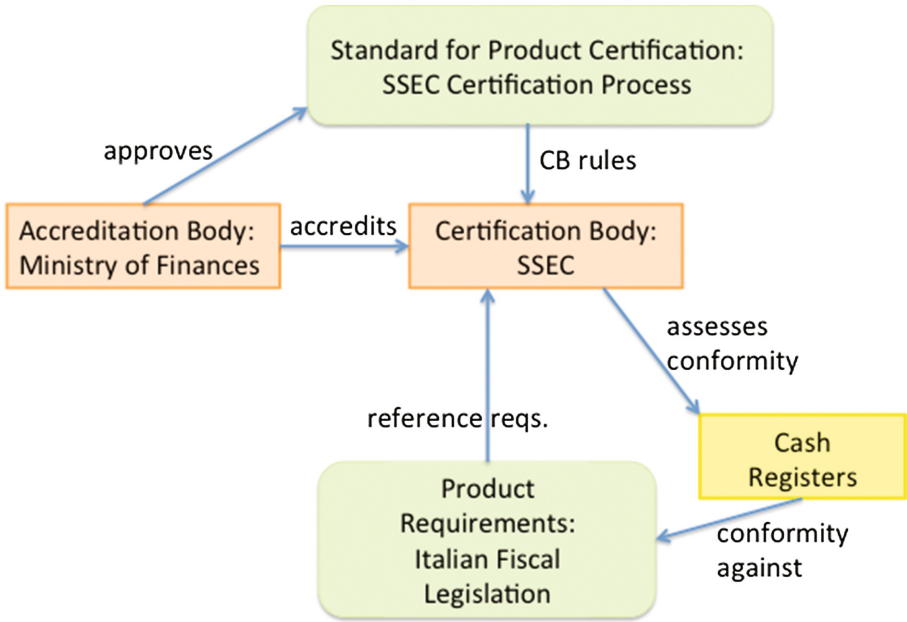 Standard for Product Certification:
SSEC Certification Process
approves
CB rules
Accreditation Body:
Ministry of Finances
accredits
Certification Body:
SSEC
assesses
conformity
reference reqs.
Cash
Registers
Product
Requirements:
Italian Fiscal
Legislation
conformity
against